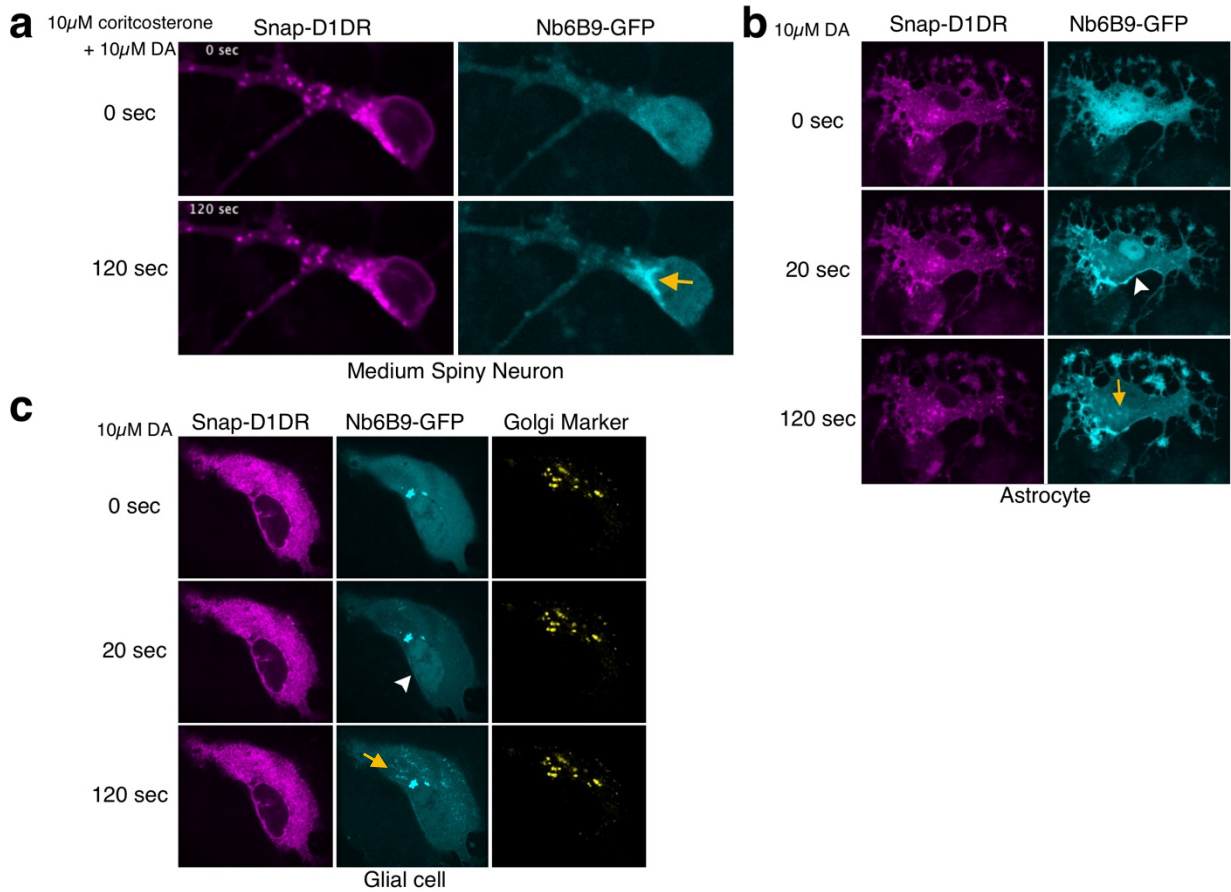 a
10µM coritcosterone
+ 10µM DA
Snap-D1DR
Nb6B9-GFP
0 sec
0 sec
120 sec
120 sec
Medium Spiny Neuron
b
10µM DA
Snap-D1DR
Nb6B9-GFP
0 sec
20 sec
120 sec
Astrocyte
c
10µM DA
Snap-D1DR
Nb6B9-GFP
Golgi Marker
0 sec
20 sec
120 sec
Glial cell